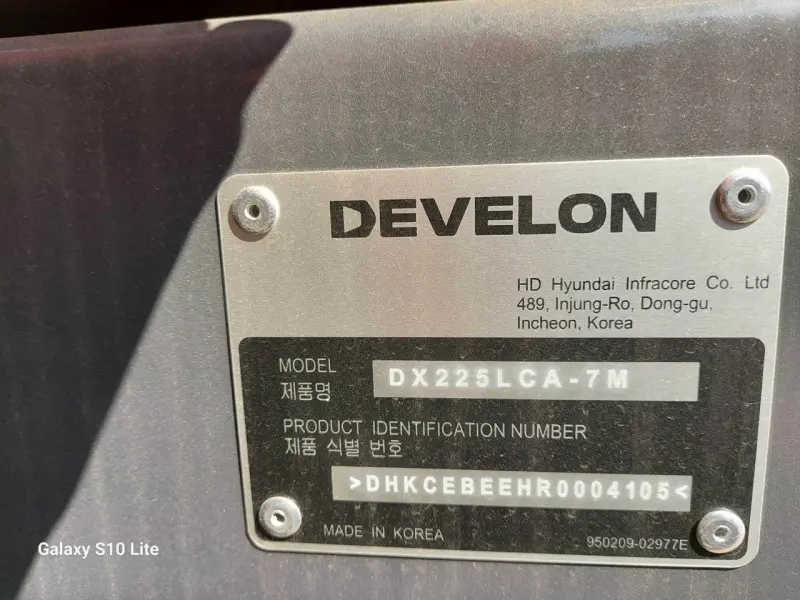 DEVELON
HD Hyundai Infracore Co. Ltd
489, Injung-Ro, Dong-gu,
Incheon, Korea
MODEL
제품명
DX225LCA-7M
PRODUCT IDENTIFICATION NUMBER
제품 식별 번호
>DHKCEBEEHR0004105<
MADE IN KOREA
950209-02977E
Galaxy S10 Lite